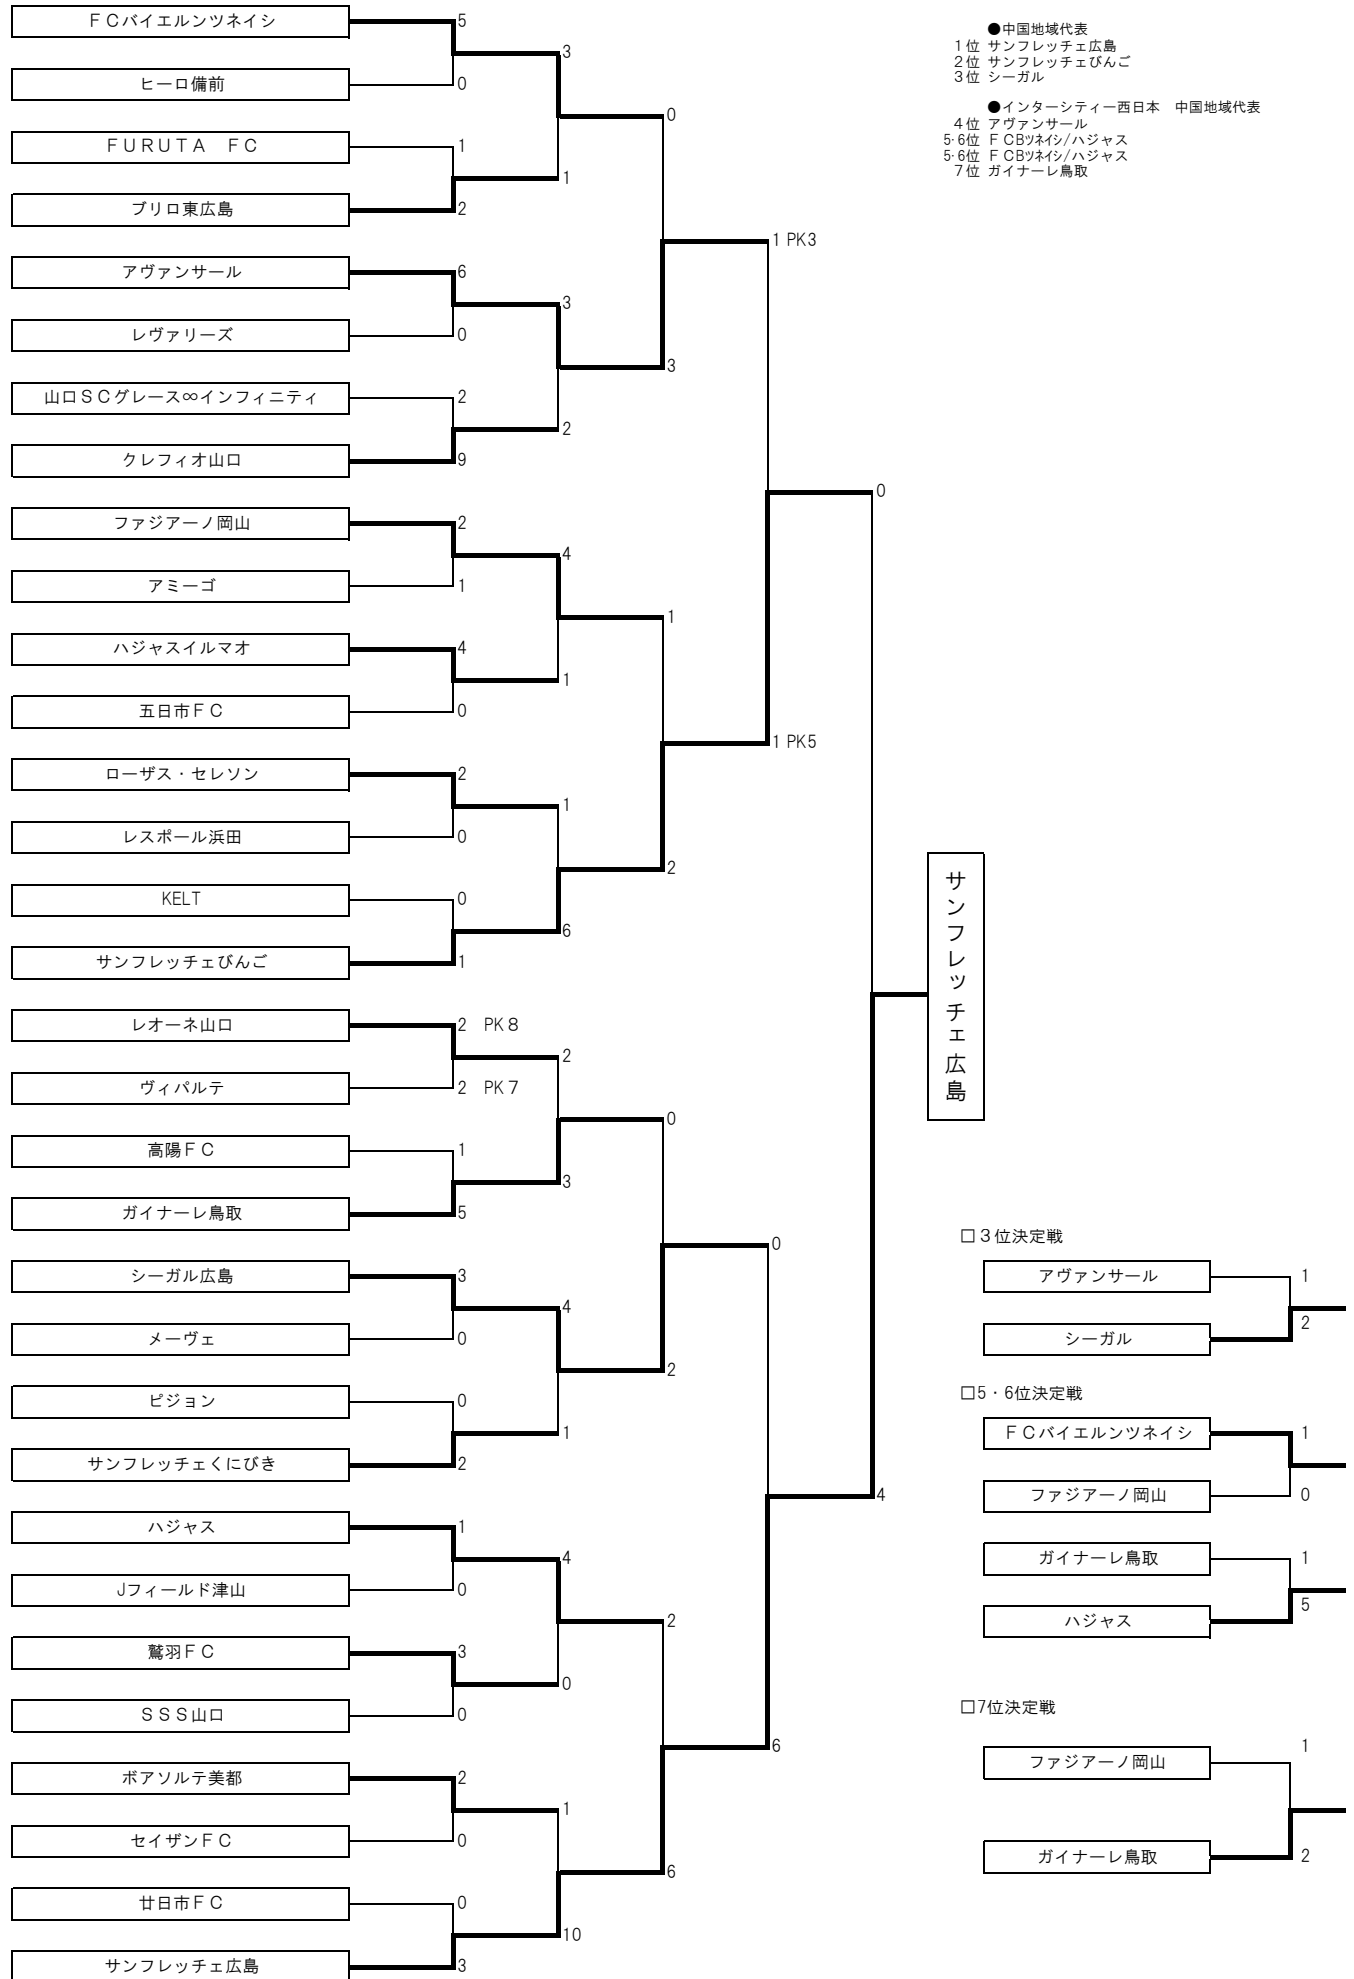 ＦＣバイエルンツネイシ 5
3
ヒーロ備前 0
0
ＦＵＲＵＴＡ　ＦＣ 1
1
ブリロ東広島 2
1 PK3
アヴァンサール 6
3
レヴァリーズ 0
3
山口ＳＣグレース∞インフィニティ 2
2
クレフィオ山口 9
0
ファジアーノ岡山 2
4
アミーゴ 1
1
ハジャスイルマオ 4
1
五日市ＦＣ 0
1 PK5
ローザス・セレソン 2
1
レスポール浜田 0
2
KELT 0
6
サンフレッチェびんご 1
サンフレッチェ広島
レオーネ山口 2 PK８
2
ヴィパルテ 2 PK７
0
高陽ＦＣ 1
3
ガイナーレ鳥取 5
0
シーガル広島 3
4
メーヴェ 0
2
ピジョン 0
1
サンフレッチェくにびき 2
4
ハジャス 1
4
Jフィールド津山 0
2
鷲羽ＦＣ 3
0
ＳＳＳ山口 0
6
ボアソルテ美都 2
1
セイザンＦＣ 0
6
廿日市ＦＣ 0
10
サンフレッチェ広島 3
●中国地域代表
1位 サンフレッチェ広島
2位 サンフレッチェびんご
3位 シーガル
●インターシティー西日本　中国地域代表
4位 アヴァンサール
5･6位 ＦＣBﾂﾈｲｼ/ハジャス
5･6位 ＦＣBﾂﾈｲｼ/ハジャス
7位 ガイナーレ鳥取
□３位決定戦
アヴァンサール 1
シーガル 2
□5・6位決定戦
ＦＣバイエルンツネイシ 1
ファジアーノ岡山 0
ガイナーレ鳥取 1
ハジャス 5
□7位決定戦
ファジアーノ岡山 1
ガイナーレ鳥取 2